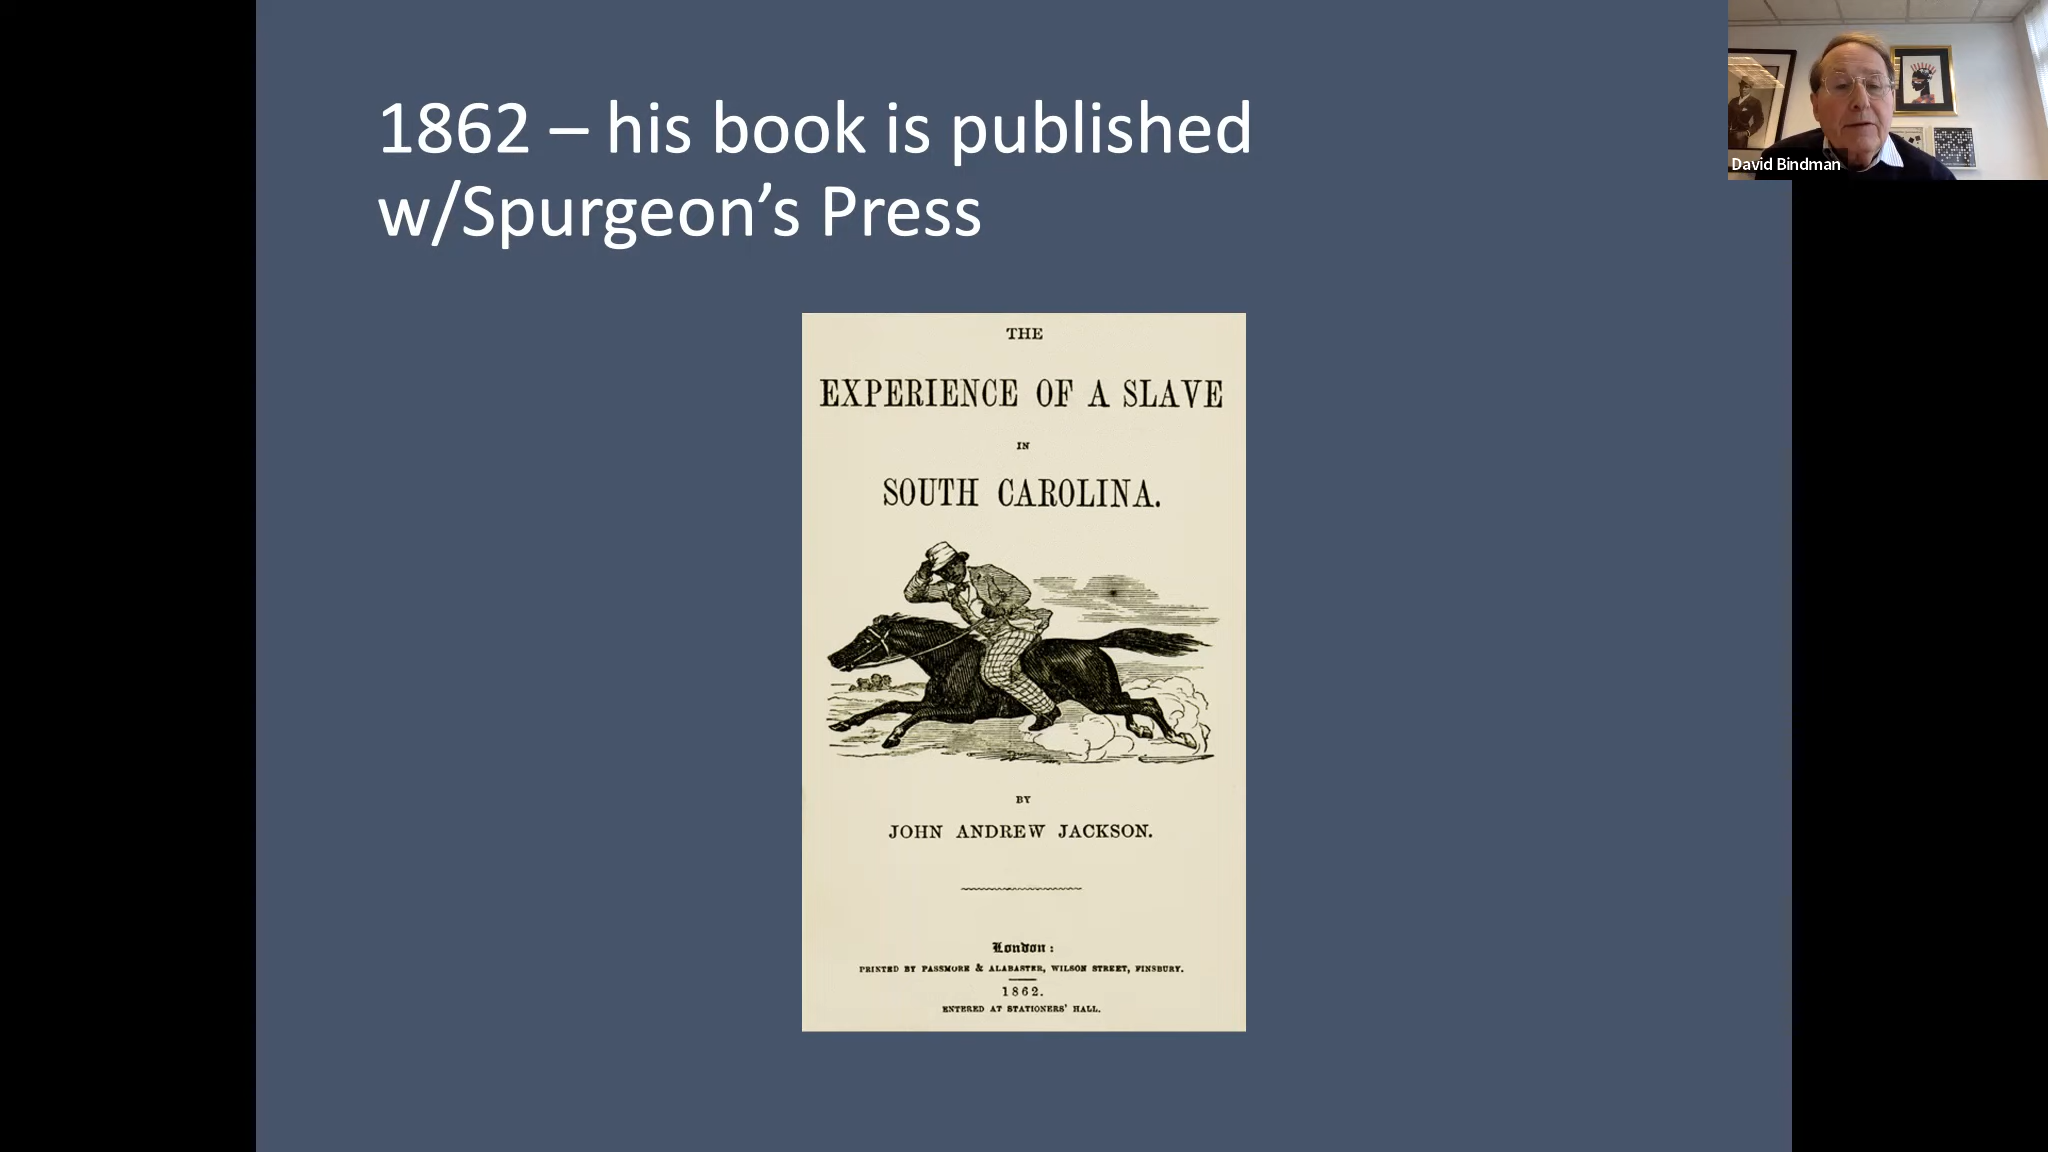 1862 – his book is published
w/Spurgeon’s Press
THE
EXPERIENCE OF A SLAVE
IN
SOUTH CAROLINA.
BY
JOHN ANDREW JACKSON.
London:
PRINTED BY PASSMORE & ALABASTER, WILSON STREET, FINSBURY.
1862.
ENTERED AT STATIONERS' HALL.
David Bindman